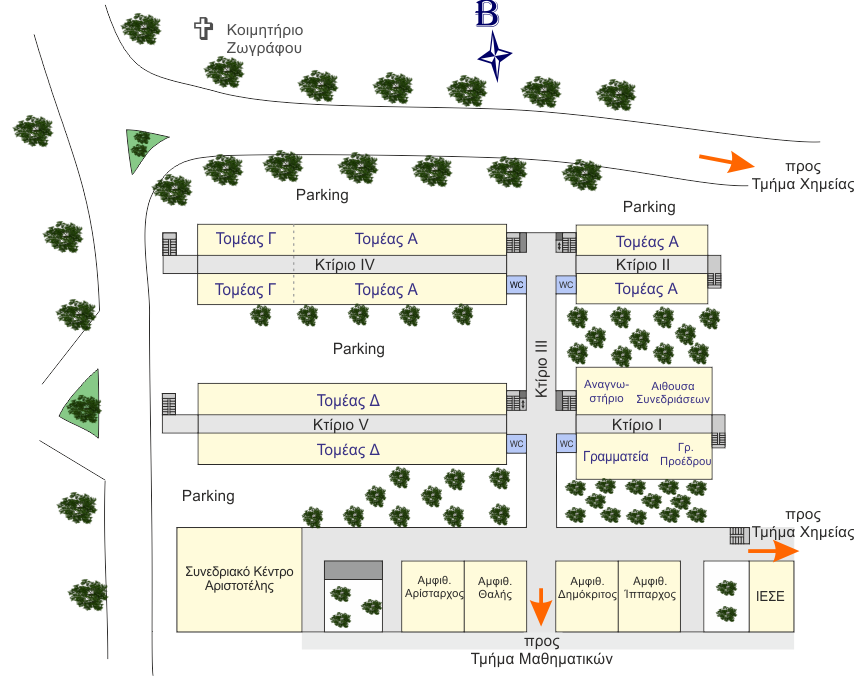 Β
Κοιμητήριο
Ζωγράφου
προς
Τμήμα Χημείας
Parking
Parking
Τομέας Γ
Τομέας Α
Τομέας Α
Κτίριο IV
Κτίριο II
Τομέας Γ
Τομέας Α
WC
WC
Τομέας Α
Parking
Κτίριο III
Τομέας Δ
Αναγνω-
στήριο
Αιθουσα
Συνεδριάσεων
Κτίριο V
Κτίριο I
Τομέας Δ
WC
WC
Γραμματεία
Γρ.
Προέδρου
Parking
προς
Τμήμα Χημείας
Συνεδριακό Κέντρο
Αριστοτέλης
Αμφιθ.
Αρίσταρχος
Αμφιθ.
Θαλής
Αμφιθ.
Δημόκριτος
Αμφιθ.
Ίππαρχος
ΙΕΣΕ
προς
Τμήμα Μαθηματικών